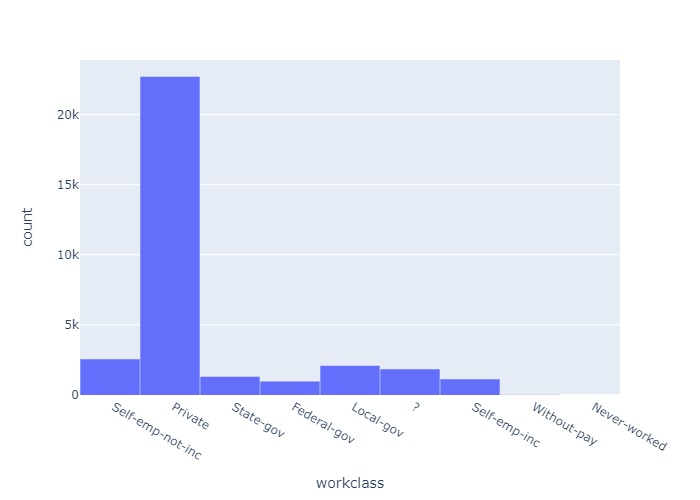 20k
15k
10k
5k
0
count
Self-emp-not-inc
Private
State-gov
Federal-gov
Local-gov
?
Self-emp-inc
Without-pay
Never-worked
workclass